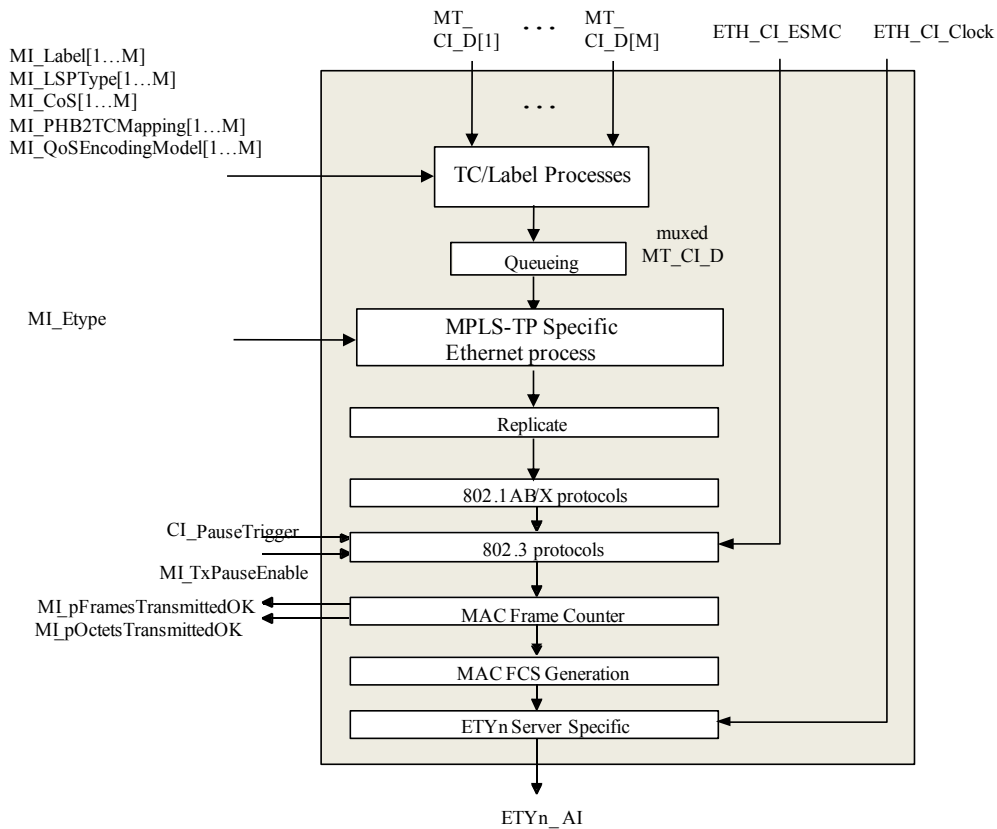 MT_
CI_D[1]
. . .
MT_
CI_D[M]
ETH_CI_ESMC
ETH_CI_Clock
MI_Label[1…M]
MI_LSPType[1…M]
MI_CoS[1…M]
MI_PHB2TCMapping[1…M]
MI_QoSEncodingModel[1…M]
. . .
TC/Label Processes
muxed
MT_CI_D
Queueing
MI_Etype
MPLS-TP Specific
Ethernet process
Replicate
802.1AB/X protocols
CI_PauseTrigger
802.3 protocols
MI_TxPauseEnable
MI_pFramesTransmittedOK
MI_pOctetsTransmittedOK
MAC Frame Counter
MAC FCS Generation
ETYn Server Specific
ETYn_AI